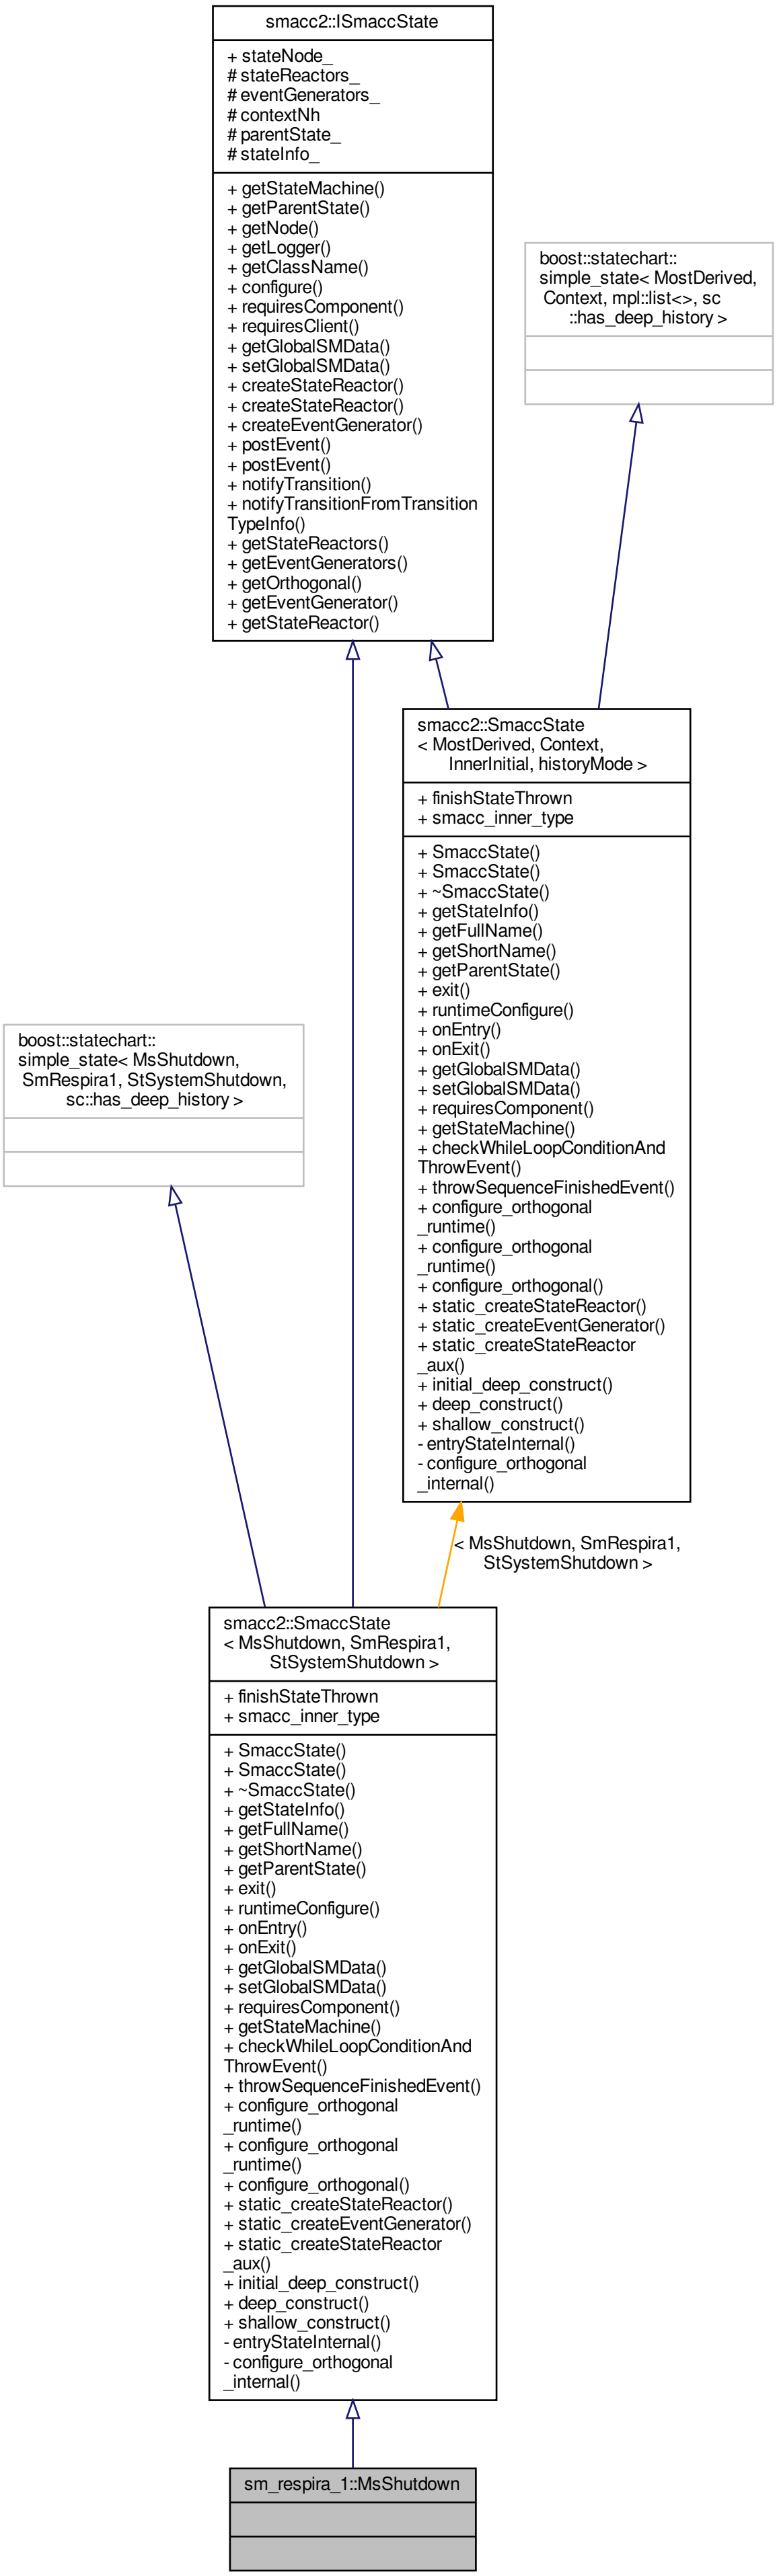 smacc2::ISmaccState
+ stateNode_
# stateReactors_
# eventGenerators_
# contextNh
# parentState_
# stateInfo_
+ getStateMachine()
+ getParentState()
+ getNode()
+ getLogger()
+ getClassName()
+ configure()
+ requiresComponent()
+ requiresClient()
+ getGlobalSMData()
+ setGlobalSMData()
+ createStateReactor()
+ createStateReactor()
+ createEventGenerator()
+ postEvent()
+ postEvent()
+ notifyTransition()
+ notifyTransitionFromTransition
TypeInfo()
+ getStateReactors()
+ getEventGenerators()
+ getOrthogonal()
+ getEventGenerator()
+ getStateReactor()
boost::statechart::
simple_state< MostDerived,
Context, mpl::list<>, sc
::has_deep_history >
smacc2::SmaccState
< MostDerived, Context,
InnerInitial, historyMode >
+ finishStateThrown
+ smacc_inner_type
+ SmaccState()
+ SmaccState()
+ ~SmaccState()
+ getStateInfo()
+ getFullName()
+ getShortName()
+ getParentState()
+ exit()
+ runtimeConfigure()
+ onEntry()
+ onExit()
+ getGlobalSMData()
+ setGlobalSMData()
+ requiresComponent()
+ getStateMachine()
+ checkWhileLoopConditionAnd
ThrowEvent()
+ throwSequenceFinishedEvent()
+ configure_orthogonal
_runtime()
+ configure_orthogonal
_runtime()
+ configure_orthogonal()
+ static_createStateReactor()
+ static_createEventGenerator()
+ static_createStateReactor
_aux()
+ initial_deep_construct()
+ deep_construct()
+ shallow_construct()
- entryStateInternal()
- configure_orthogonal
_internal()
boost::statechart::
simple_state< MsShutdown,
SmRespira1, StSystemShutdown,
sc::has_deep_history >
< MsShutdown, SmRespira1,
StSystemShutdown >
smacc2::SmaccState
< MsShutdown, SmRespira1,
StSystemShutdown >
+ finishStateThrown
+ smacc_inner_type
+ SmaccState()
+ SmaccState()
+ ~SmaccState()
+ getStateInfo()
+ getFullName()
+ getShortName()
+ getParentState()
+ exit()
+ runtimeConfigure()
+ onEntry()
+ onExit()
+ getGlobalSMData()
+ setGlobalSMData()
+ requiresComponent()
+ getStateMachine()
+ checkWhileLoopConditionAnd
ThrowEvent()
+ throwSequenceFinishedEvent()
+ configure_orthogonal
_runtime()
+ configure_orthogonal
_runtime()
+ configure_orthogonal()
+ static_createStateReactor()
+ static_createEventGenerator()
+ static_createStateReactor
_aux()
+ initial_deep_construct()
+ deep_construct()
+ shallow_construct()
- entryStateInternal()
- configure_orthogonal
_internal()
sm_respira_1::MsShutdown